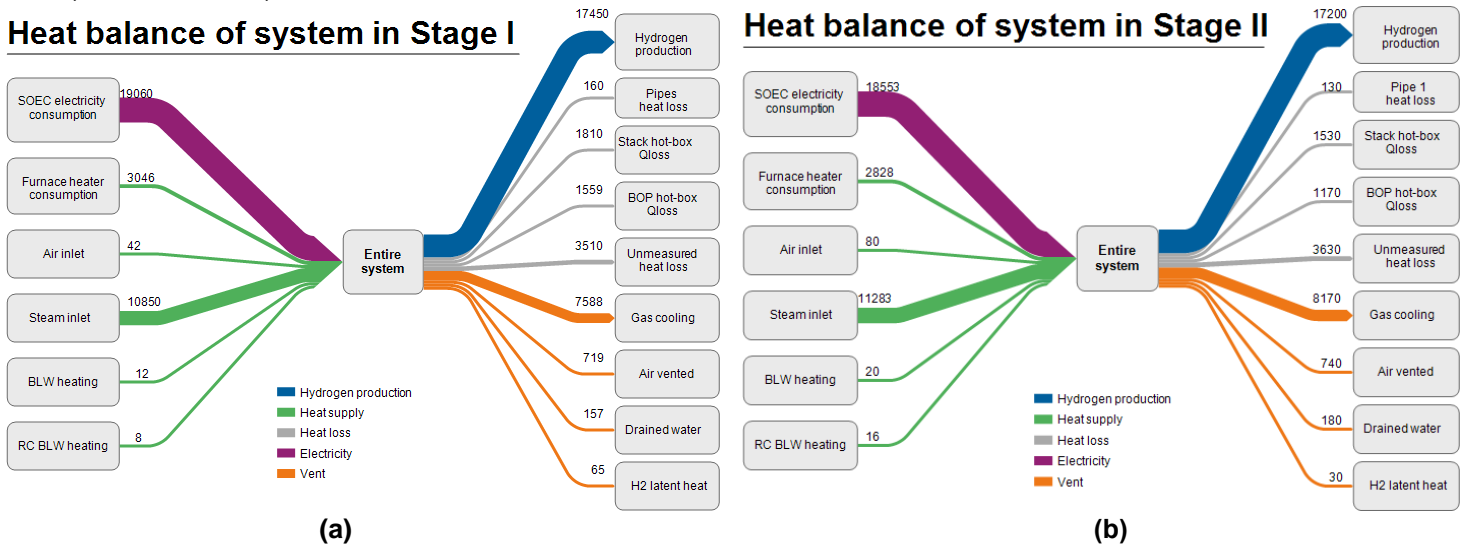 Heat balance of system in Stage I
17450
Hydrogen
production
SOEC electricity
consumption
19060
160
Pipes
heat loss
1810
Stack hot-box
Qloss
Furnace heater
consumption
3046
1559
BOP hot-box
Qloss
Air inlet
42
Entire
system
3510
Unmeasured
heat loss
Steam inlet
10850
7588
Gas cooling
BLW heating
12
719
Air vented
RC BLW heating
8
157
Drained water
65
H2 latent heat
Hydrogen production
Heat supply
Heat loss
Electricity
Vent
(a)
Heat balance of system in Stage II
17200
Hydrogen
production
SOEC electricity
consumption
18553
130
Pipe 1
heat loss
1530
Stack hot-box
Qloss
Furnace heater
consumption
2828
1170
BOP hot-box
Qloss
Air inlet
80
Entire
system
3630
Unmeasured
heat loss
Steam inlet
11283
8170
Gas cooling
BLW heating
20
740
Air vented
RC BLW heating
16
180
Drained water
30
H2 latent heat
Hydrogen production
Heat supply
Heat loss
Electricity
Vent
(b)